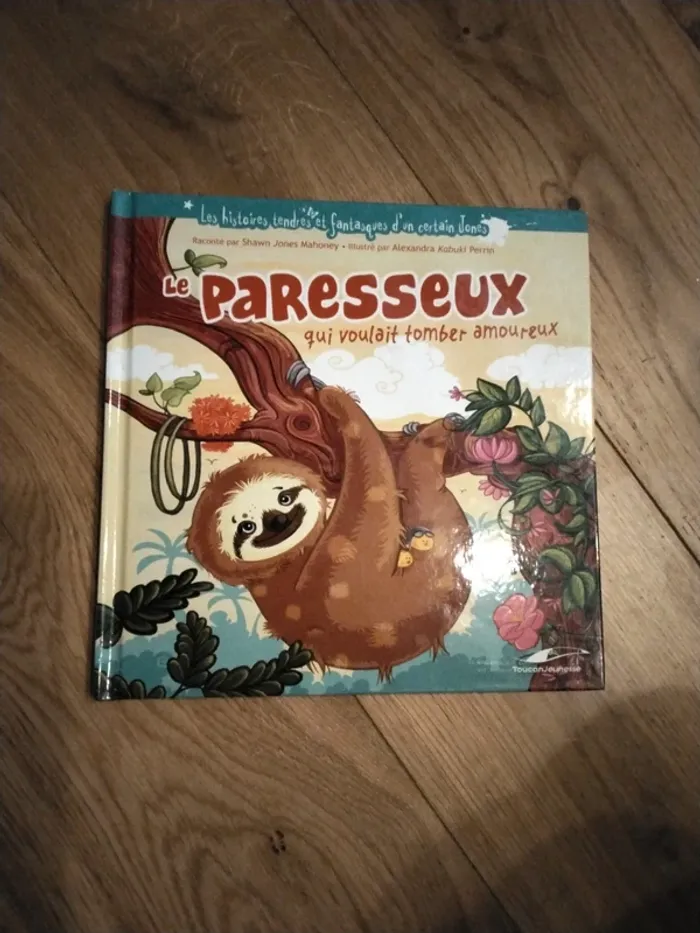 Les histoires tendres et fantasques d'un certain Jones
Raconté par Shawn Jones Mahoney • Illustré par Alexandra Kabuki Perrin
Le PARESSEUX
qui voulait tomber amoureux
ToucanJeunesse